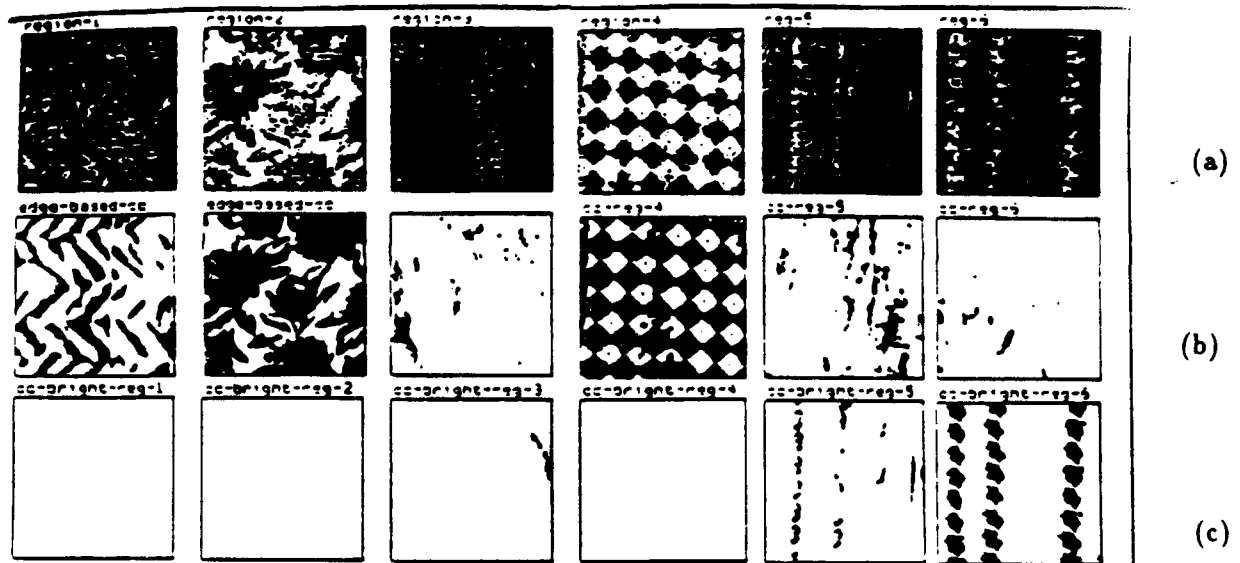 region-1 region-2 region-3 region-4 reg-5
(a)
edge-based-cc edge-based-cc cc-reg-4 cc-reg-5 cc-reg-6
(b)
cc-bright-reg-1 cc-bright-reg-2 cc-bright-reg-3 cc-bright-reg-4 cc-bright-reg-5 cc-bright-reg-6
(c)